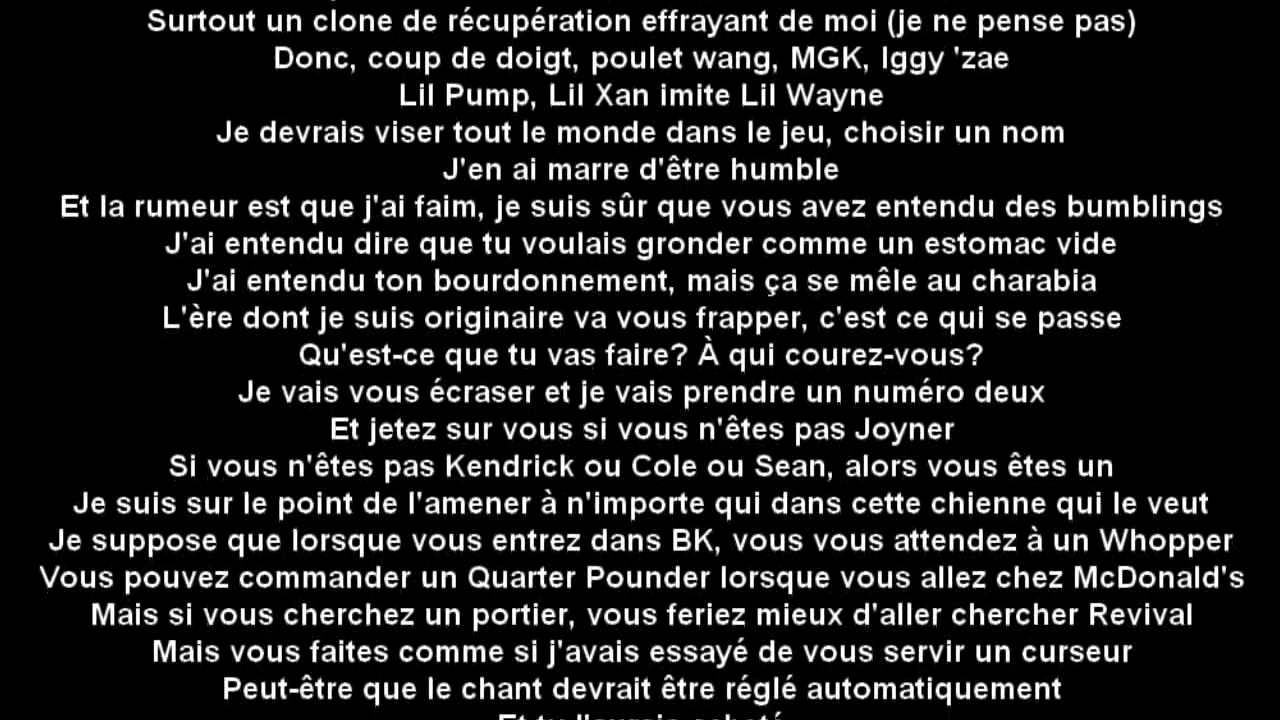 Surtout un clone de récupération effrayant de moi (je ne pense pas)
Donc, coup de doigt, poulet wang, MGK, Iggy 'zae
Lil Pump, Lil Xan imite Lil Wayne
Je devrais viser tout le monde dans le jeu, choisir un nom
J'en ai marre d'être humble
Et la rumeur est que j'ai faim, je suis sûr que vous avez entendu des bumblings
J'ai entendu dire que tu voulais gronder comme un estomac vide
J'ai entendu ton bourdonnement, mais ça se mêle au charabia
L'ère dont je suis originaire va vous frapper, c'est ce qui se passe
Qu'est-ce que tu vas faire? À qui courez-vous?
Je vais vous écraser et je vais prendre un numéro deux
Et jetez sur vous si vous n'êtes pas Joyner
Si vous n'êtes pas Kendrick ou Cole ou Sean, alors vous êtes un
Je suis sur le point de l'amener à n'importe qui dans cette chienne qui le veut
Je suppose que lorsque vous entrez dans BK, vous vous attendez à un Whopper
Vous pouvez commander un Quarter Pounder lorsque vous allez chez McDonald's
Mais si vous cherchez un portier, vous feriez mieux d'aller chercher Revival
Mais vous faites comme si j'avais essayé de vous servir un curseur
Peut-être que le chant devrait être réglé automatiquement